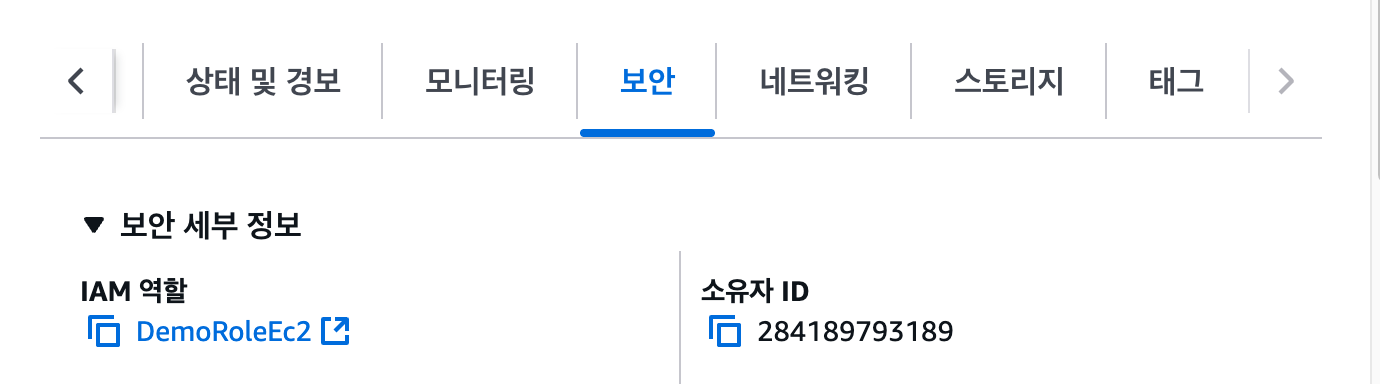 상태 및 경보 모니터링 보안 네트워킹 스토리지 태그
보안 세부 정보
IAM 역할
DemoRoleEc2
소유자 ID
284189793189